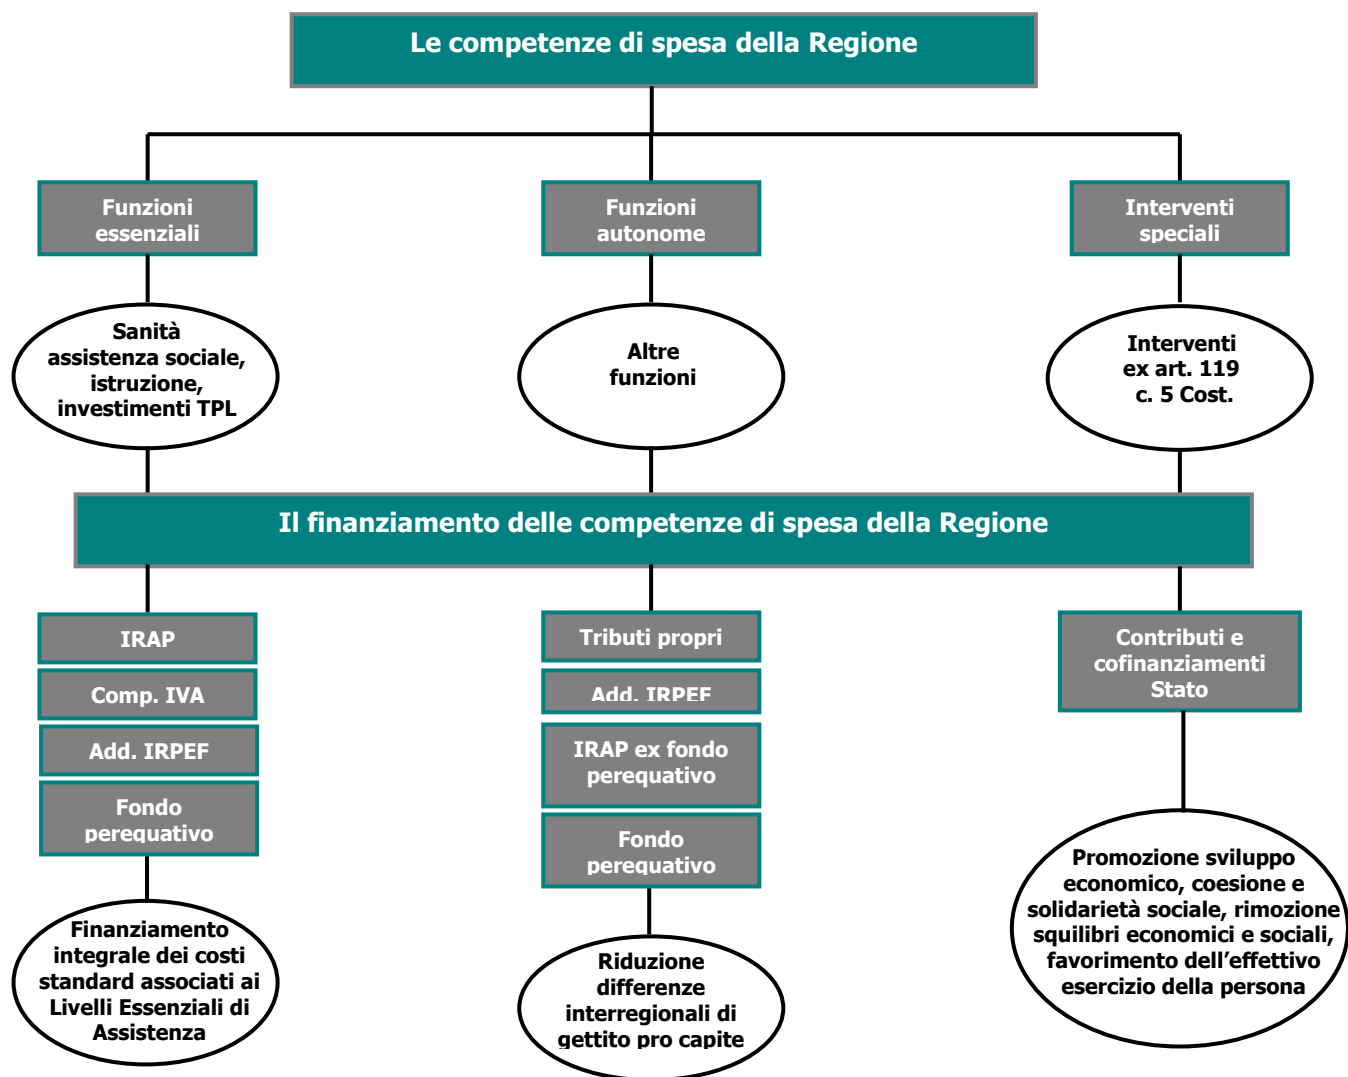 Le competenze di spesa della Regione
Funzioni
essenziali
Funzioni
autonome
Interventi
speciali
Sanità
assistenza sociale,
istruzione,
investimenti TPL
Altre
funzioni
Interventi
ex art. 119
c. 5 Cost.
Il finanziamento delle competenze di spesa della Regione
IRAP
Comp. IVA
Add. IRPEF
Fondo
perequativo
Tributi propri
Add. IRPEF
IRAP ex fondo
perequativo
Fondo
perequativo
Contributi e
cofinanziamenti
Stato
Finanziamento
integrale dei costi
standard associati ai
Livelli Essenziali di
Assistenza
Riduzione
differenze
interregionali di
gettito pro capite
Promozione sviluppo
economico, coesione e
solidarietà sociale, rimozione
squilibri economici e sociali,
favorimento dell’effettivo
esercizio della persona